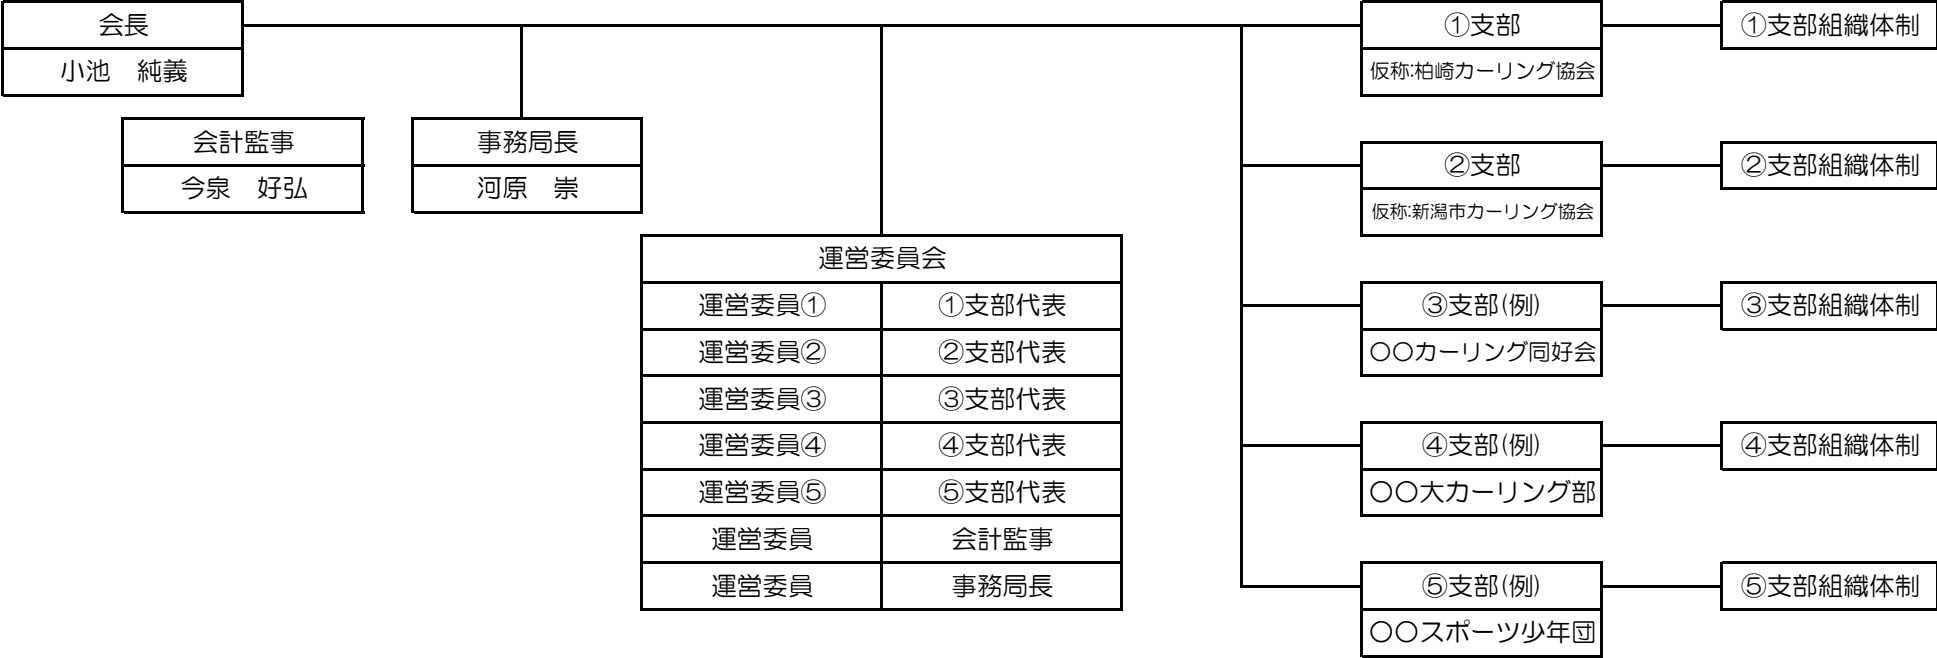 会長
小池　純義
会計監事
今泉　好弘
事務局長
河原　崇
運営委員会
運営委員① ①支部代表
運営委員② ②支部代表
運営委員③ ③支部代表
運営委員④ ④支部代表
運営委員⑤ ⑤支部代表
運営委員 会計監事
運営委員 事務局長
①支部
仮称:柏崎カーリング協会
①支部組織体制
②支部
仮称:新潟市カーリング協会
②支部組織体制
③支部(例)
〇〇カーリング同好会
③支部組織体制
④支部(例)
〇〇大カーリング部
④支部組織体制
⑤支部(例)
〇〇スポーツ少年団
⑤支部組織体制